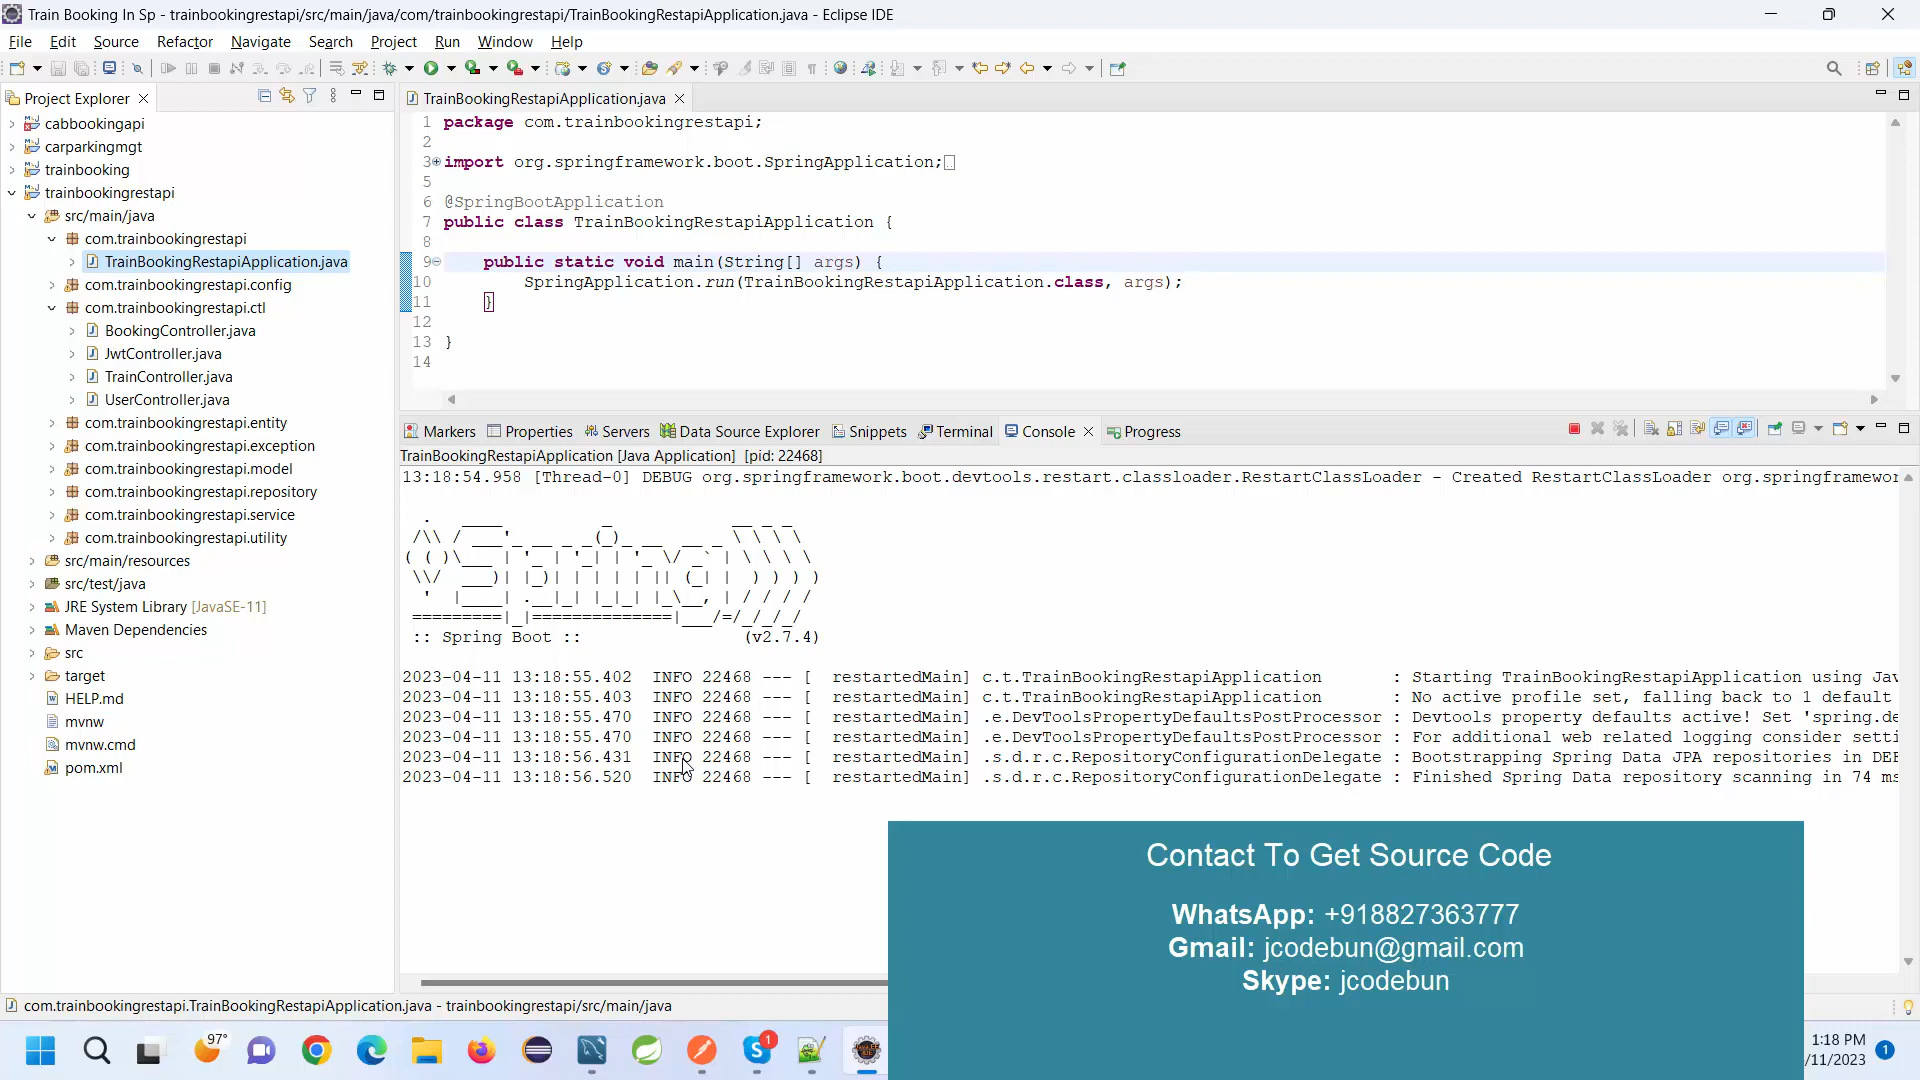 Train Booking In Sp - trainbookingrestapi/src/main/java/com/trainbookingrestapi/TrainBookingRestapiApplication.java - Eclipse IDE
File Edit Source Refactor Navigate Search Project Run Window Help
Project Explorer
cabbookingapi
carparkingmgt
trainbooking
trainbookingrestapi
src/main/java
com.trainbookingrestapi
TrainBookingRestapiApplication.java
com.trainbookingrestapi.config
com.trainbookingrestapi.ctl
BookingController.java
JwtController.java
TrainController.java
UserController.java
com.trainbookingrestapi.entity
com.trainbookingrestapi.exception
com.trainbookingrestapi.model
com.trainbookingrestapi.repository
com.trainbookingrestapi.service
com.trainbookingrestapi.utility
src/main/resources
src/test/java
JRE System Library [JavaSE-11]
Maven Dependencies
src
target
HELP.md
mvnw
mvnw.cmd
pom.xml
TrainBookingRestapiApplication.java
1 package com.trainbookingrestapi;
2
3 import org.springframework.boot.SpringApplication;
5
6 @SpringBootApplication
7 public class TrainBookingRestapiApplication {
8
9 public static void main(String[] args) {
10 SpringApplication.run(TrainBookingRestapiApplication.class, args);
11 }
12
13 }
14
Markers Properties Servers Data Source Explorer Snippets Terminal Console Progress
TrainBookingRestapiApplication [Java Application] [pid: 22468]
13:18:54.958 [Thread-0] DEBUG org.springframework.boot.devtools.restart.classloader.RestartClassLoader - Created RestartClassLoader org.springframewor
Spring
:: Spring Boot :: (v2.7.4)
2023-04-11 13:18:55.402 INFO 22468 --- [ restartedMain] c.t.TrainBookingRestapiApplication : Starting TrainBookingRestapiApplication using Jav
2023-04-11 13:18:55.403 INFO 22468 --- [ restartedMain] c.t.TrainBookingRestapiApplication : No active profile set, falling back to 1 default
2023-04-11 13:18:55.470 INFO 22468 --- [ restartedMain] .e.DevToolsPropertyDefaultsPostProcessor : Devtools property defaults active! Set 'spring.de
2023-04-11 13:18:55.470 INFO 22468 --- [ restartedMain] .e.DevToolsPropertyDefaultsPostProcessor : For additional web related logging consider setti
2023-04-11 13:18:56.431 INFO 22468 --- [ restartedMain] .s.d.r.c.RepositoryConfigurationDelegate : Bootstrapping Spring Data JPA repositories in DEF
2023-04-11 13:18:56.520 INFO 22468 --- [ restartedMain] .s.d.r.c.RepositoryConfigurationDelegate : Finished Spring Data repository scanning in 74 ms
Contact To Get Source Code
WhatsApp: +918827363777
Gmail: jcodebun@gmail.com
Skype: jcodebun
com.trainbookingrestapi.TrainBookingRestapiApplication.java - trainbookingrestapi/src/main/java
97°
1
1:18 PM
/11/2023
1